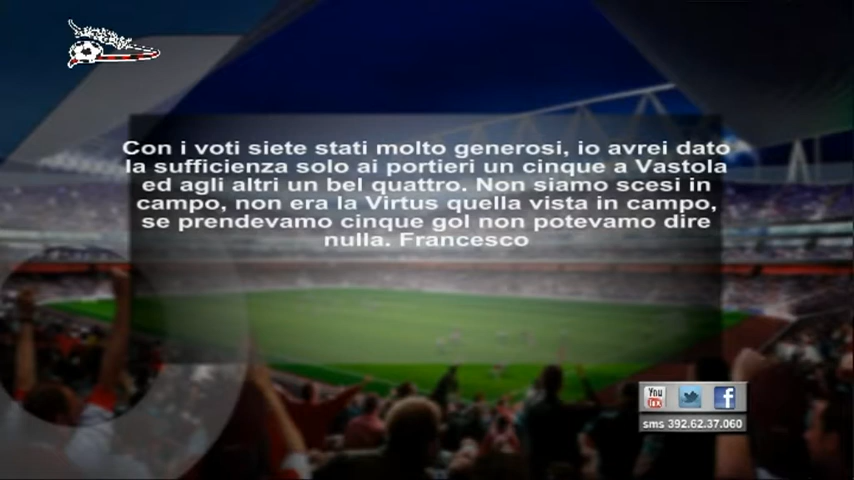 Con i voti siete stati molto generosi, io avrei dato
la sufficienza solo ai portieri un cinque a Vastola
ed agli altri un bel quattro. Non siamo scesi in
campo, non era la Virtus quella vista in campo,
se prendevamo cinque gol non potevamo dire
nulla. Francesco
You
f
sms 392.62.37.060